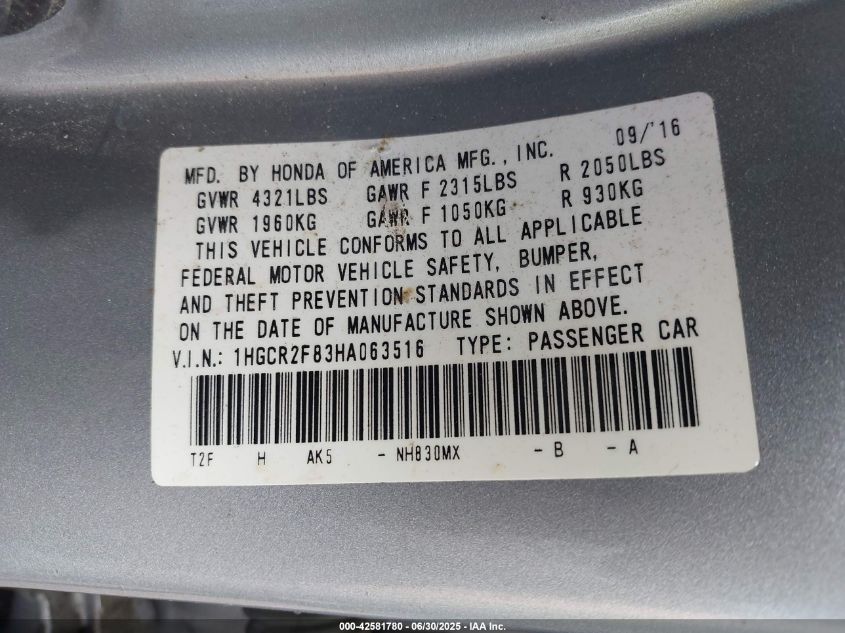 MFD. BY HONDA OF AMERICA MFG., INC. 09/'16
GVWR 4321LBS GAWR F 2315LBS R 2050LBS
GVWR 1960KG GAWR F 1050KG R 930KG
THIS VEHICLE CONFORMS TO ALL APPLICABLE
FEDERAL MOTOR VEHICLE SAFETY, BUMPER,
AND THEFT PREVENTION STANDARDS IN EFFECT
ON THE DATE OF MANUFACTURE SHOWN ABOVE.
V.I.N.: 1HGCR2F83HA063516 TYPE: PASSENGER CAR
T2F H AK5 - NH830MX - B - A
000-42581780 - 06/30/2025 - IAA Inc.